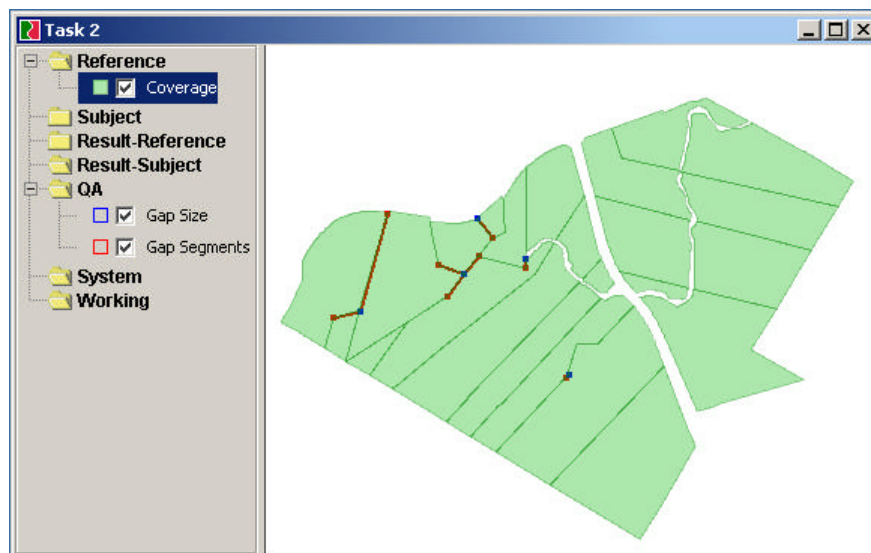 Task 2
Reference
Coverage
Subject
Result-Reference
Result-Subject
QA
Gap Size
Gap Segments
System
Working